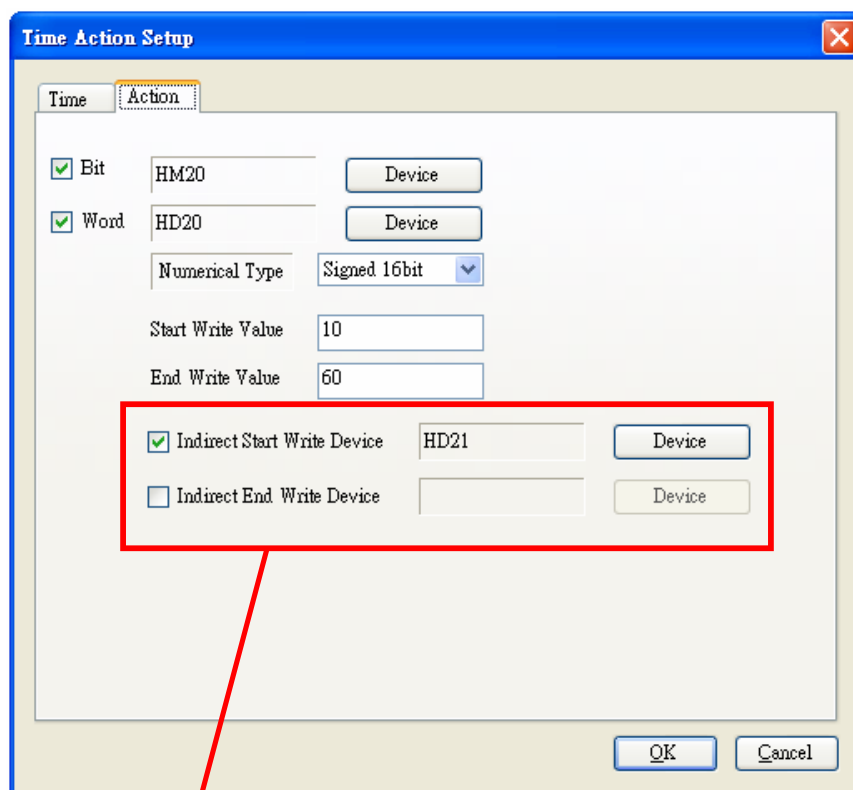 Time Action Setup
Time Action
Bit HM20 Device
Word HD20 Device
Numerical Type Signed 16bit
Start Write Value 10
End Write Value 60
Indirect Start Write Device HD21 Device
Indirect End Write Device Device
OK Cancel